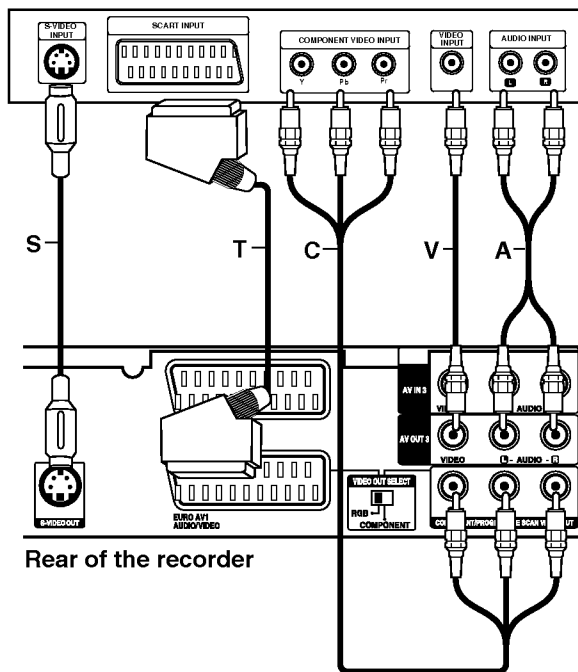 S-VIDEO
INPUT
SCART INPUT
COMPONENT VIDEO INPUT
VIDEO
INPUT
AUDIO INPUT
Y
Pb
Pr
L
R
S
T
C
V
A
AV IN 3
AUDIO
AV OUT 3
VIDEO
L - AUDIO - R
VIDEO OUT SELECT
RGB
COMPONENT
S-VIDEO OUT
EURO AV1
AUDIO/VIDEO
Rear of the recorder